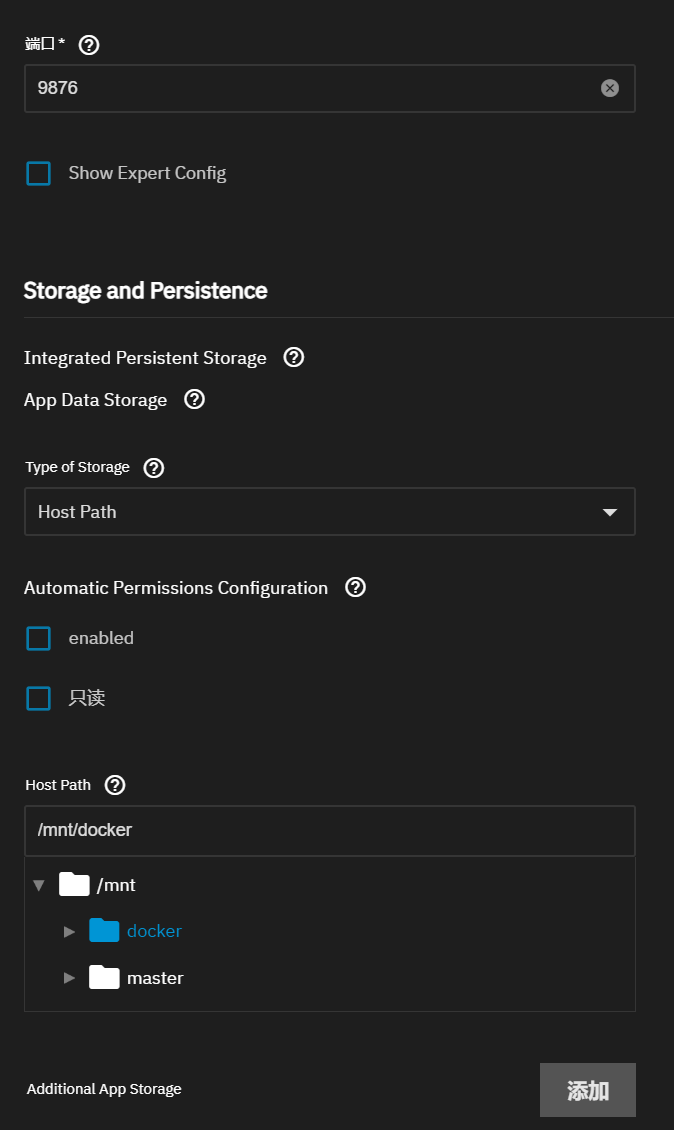 端口*
9876
Show Expert Config
Storage and Persistence
Integrated Persistent Storage
App Data Storage
Type of Storage
Host Path
Automatic Permissions Configuration
enabled
只读
Host Path
/mnt/docker
/mnt
docker
master
Additional App Storage
添加